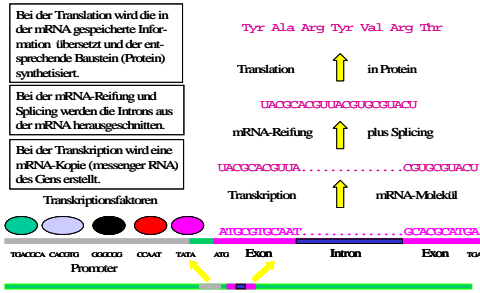 Bei der Translation wird die in
der mRNA gespeicherte Infor-
mation übersetzt und der ent-
sprechende Baustein (Protein)
synthetisiert.
Tyr Ala Arg Tyr Val Arg Thr
Translation in Protein
Bei der mRNA-Reifung und
Splicing werden die Introns aus
der mRNA herausgeschnitten.
UACGCACGUUACGUGCGUACU
mRNA-Reifung plus Splicing
Bei der Transkription wird eine
mRNA-Kopie (messenger RNA)
des Gens erstellt.
UACGCACGUUA.............CGUGCGUACU
Transkription mRNA-Molekül
Transkriptionsfaktoren
ATGCGTGCAAT.............GCACGCATGA
TGACGCA CACGTG GGGCGG CCAAT TATA ATG Exon Intron Exon TGA
Promoter